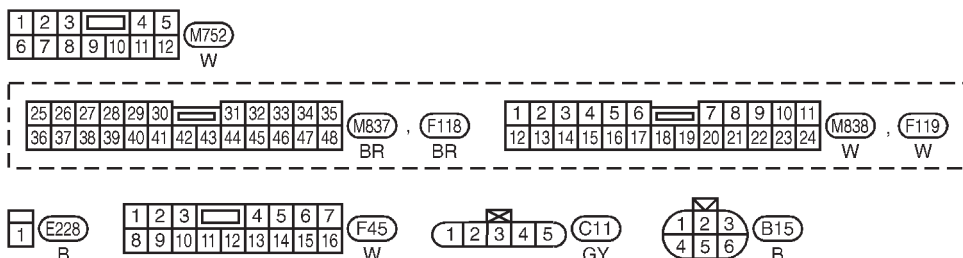 1 2 3 4 5
6 7 8 9 10 11 12
M752
W
25 26 27 28 29 30 31 32 33 34 35
36 37 38 39 40 41 42 43 44 45 46 47 48
M837 , F118
BR BR
1 2 3 4 5 6 7 8 9 10 11
12 13 14 15 16 17 18 19 20 21 22 23 24
M838 , F119
W W
1
E228
B
1 2 3 4 5 6 7
8 9 10 11 12 13 14 15 16
F45
W
1 2 3 4 5
C11
GY
1 2 3
4 5 6
B15
B